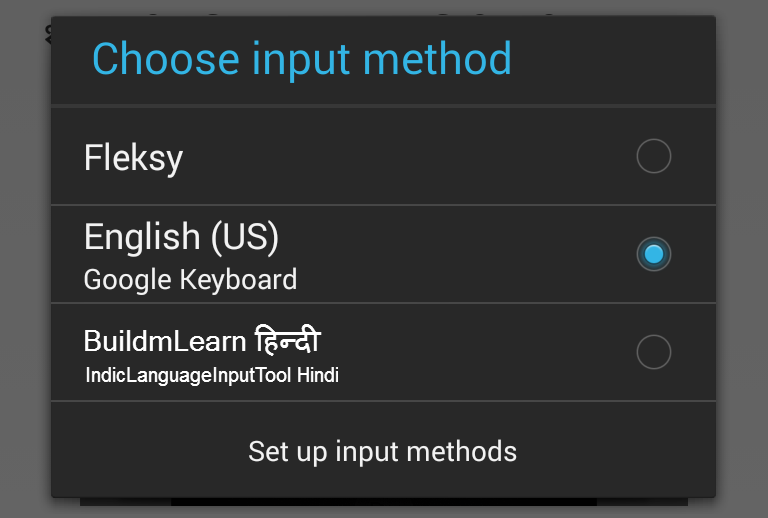 Choose input method
Fleksy
English (US)
Google Keyboard
BuildmLearn हिन्दी
IndicLanguageInputTool Hindi
Set up input methods